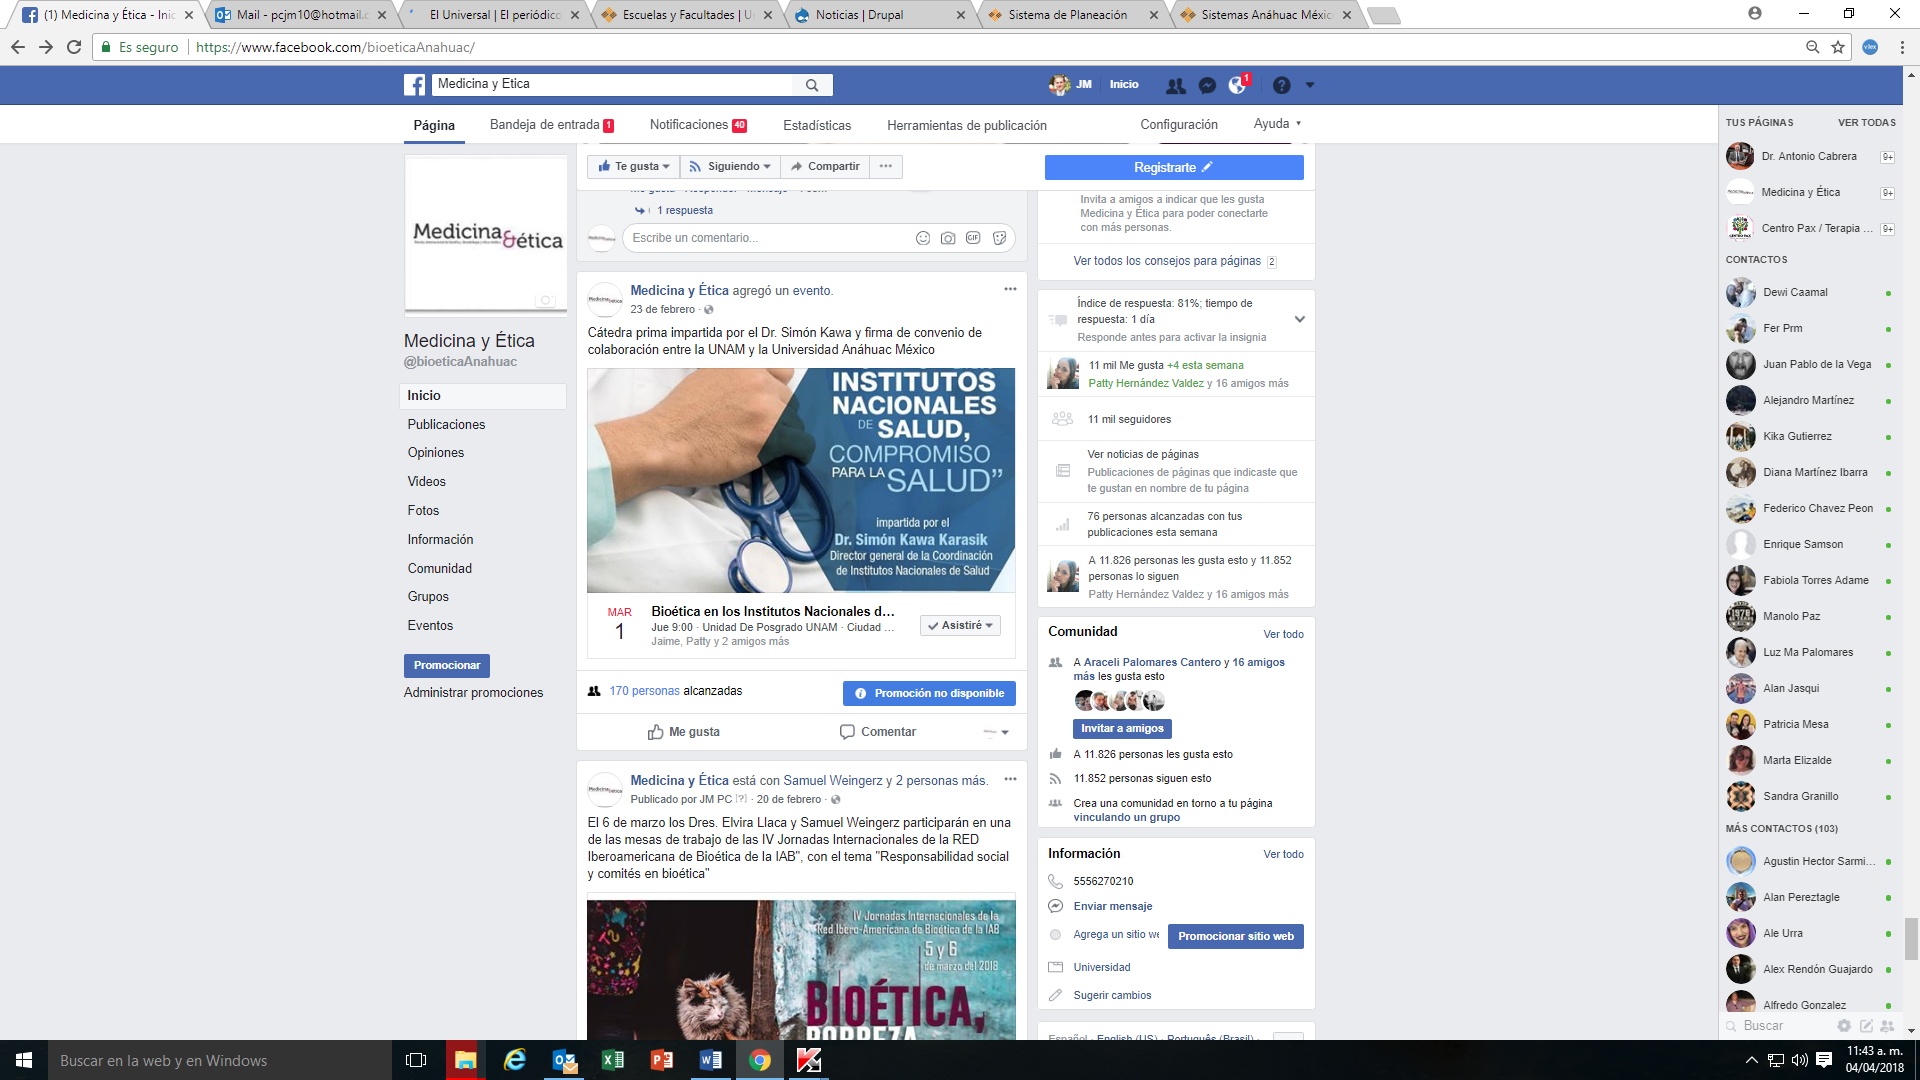 (1) Medicina y Ética - Inic
Mail - pcjm10@hotmail.c
El Universal | El periódico
Escuelas y Facultades | U
Noticias | Drupal
Sistema de Planeación
Sistemas Anáhuac Méxic
Es seguro
https://www.facebook.com/bioeticaAnahuac/
vlex
Medicina y Etica
JM
Inicio
1
Página
Bandeja de entrada 1
Notificaciones 40
Estadísticas
Herramientas de publicación
Configuración
Ayuda
Medicina&ética
Medicina y Ética
@bioeticaAnahuac
Inicio
Publicaciones
Opiniones
Videos
Fotos
Información
Comunidad
Grupos
Eventos
Promocionar
Administrar promociones
Te gusta
Siguiendo
Compartir
Registrarte
1 respuesta
Escribe un comentario...
GIF
Medicina y Ética agregó un evento.
23 de febrero ·
Cátedra prima impartida por el Dr. Simón Kawa y firma de convenio de
colaboración entre la UNAM y la Universidad Anáhuac México
INSTITUTOS
NACIONALES
DE SALUD,
COMPROMISO
PARA LA SALUD”
impartida por el
Dr. Simón Kawa Karasik
Director general de la Coordinación
de Institutos Nacionales de Salud
MAR
1
Bioética en los Institutos Nacionales d...
Jue 9:00 · Unidad De Posgrado UNAM · Ciudad ...
Jaime, Patty y 2 amigos más
Asistiré
170 personas alcanzadas
Promoción no disponible
Me gusta
Comentar
Medicina y Ética está con Samuel Weingerz y 2 personas más.
Publicado por JM PC [?] · 20 de febrero ·
El 6 de marzo los Dres. Elvira Llaca y Samuel Weingerz participarán en una
de las mesas de trabajo de las IV Jornadas Internacionales de la RED
Iberoamericana de Bioética de la IAB", con el tema "Responsabilidad social
y comités en bioética"
IV Jornadas Internacionales de la
Red Ibero-Americana de Bioética de la IAB
5 y 6
de marzo del 2018
BIOÉTICA,
POBREZA
Invita a amigos a indicar que les gusta
Medicina y Ética para poder conectarte
con más personas.
Ver todos los consejos para páginas 2
Índice de respuesta: 81%; tiempo de
respuesta: 1 día
Responde antes para activar la insignia
11 mil Me gusta +4 esta semana
Patty Hernández Valdez y 16 amigos más
11 mil seguidores
Ver noticias de páginas
Publicaciones de páginas que indicaste que
te gustan en nombre de tu página
76 personas alcanzadas con tus
publicaciones esta semana
A 11.826 personas les gusta esto y 11.852
personas lo siguen
Patty Hernández Valdez y 16 amigos más
Comunidad
Ver todo
A Araceli Palomares Cantero y 16 amigos
más les gusta esto
Invitar a amigos
A 11.826 personas les gusta esto
11.852 personas siguen esto
Crea una comunidad en torno a tu página
vinculando un grupo
Información
Ver todo
5556270210
Enviar mensaje
Agrega un sitio we
Promocionar sitio web
Universidad
Sugerir cambios
Español · English (US) · Português (Brasil) ·
TUS PÁGINAS
VER TODAS
Dr. Antonio Cabrera 9+
Medicina y Ética 9+
Centro Pax / Terapia ... 9+
CONTACTOS
Dewi Caamal
Fer Prm
Juan Pablo de la Vega
Alejandro Martínez
Kika Gutierrez
Diana Martínez Ibarra
Federico Chavez Peon
Enrique Samson
Fabiola Torres Adame
Manolo Paz
Luz Ma Palomares
Alan Jasqui
Patricia Mesa
Marta Elizalde
Sandra Granillo
MÁS CONTACTOS (103)
Agustin Hector Sarmi...
Alan Pereztagle
Ale Urra
Alex Rendón Guajardo
Alfredo Gonzalez
Buscar
Buscar en la web y en Windows
11:43 a. m.
04/04/2018